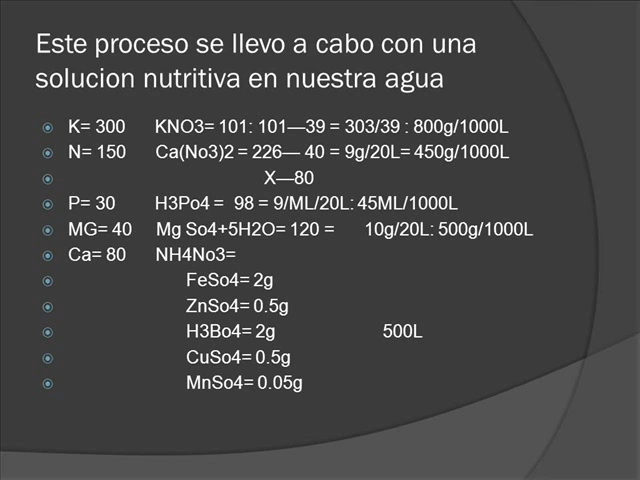 Este proceso se llevo a cabo con una
solucion nutritiva en nuestra agua
K= 300 KNO3= 101: 101—39 = 303/39 : 800g/1000L
N= 150 Ca(No3)2 = 226— 40 = 9g/20L= 450g/1000L
X—80
P= 30 H3Po4 = 98 = 9/ML/20L: 45ML/1000L
MG= 40 Mg So4+5H2O= 120 = 10g/20L: 500g/1000L
Ca= 80 NH4No3=
FeSo4= 2g
ZnSo4= 0.5g
H3Bo4= 2g 500L
CuSo4= 0.5g
MnSo4= 0.05g